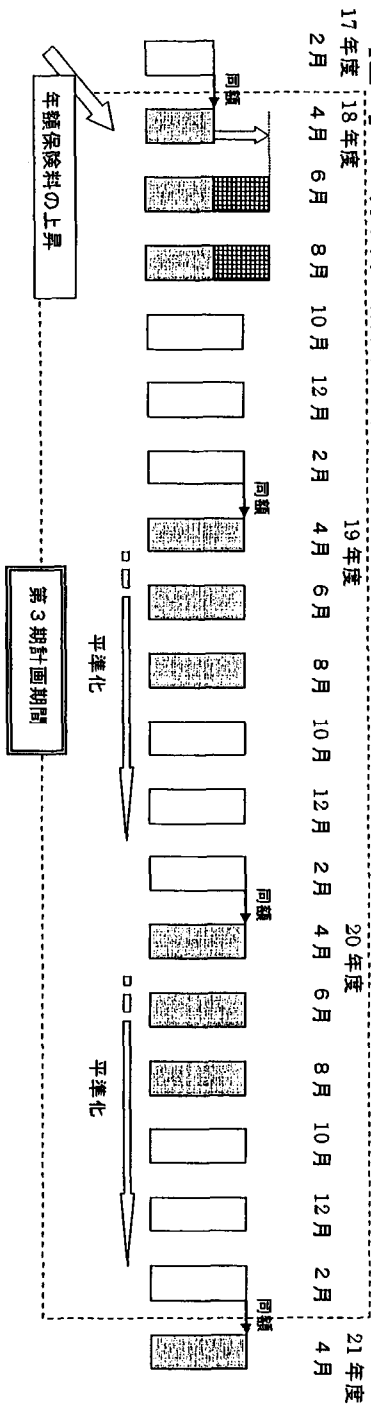 17年度
18年度
19年度
20年度
21年度
2月
4月
6月
8月
10月
12月
2月
4月
6月
8月
10月
12月
2月
4月
6月
8月
10月
12月
2月
4月
同額
同額
同額
同額
年額保険料の上昇
平準化
平準化
第3期計画期間